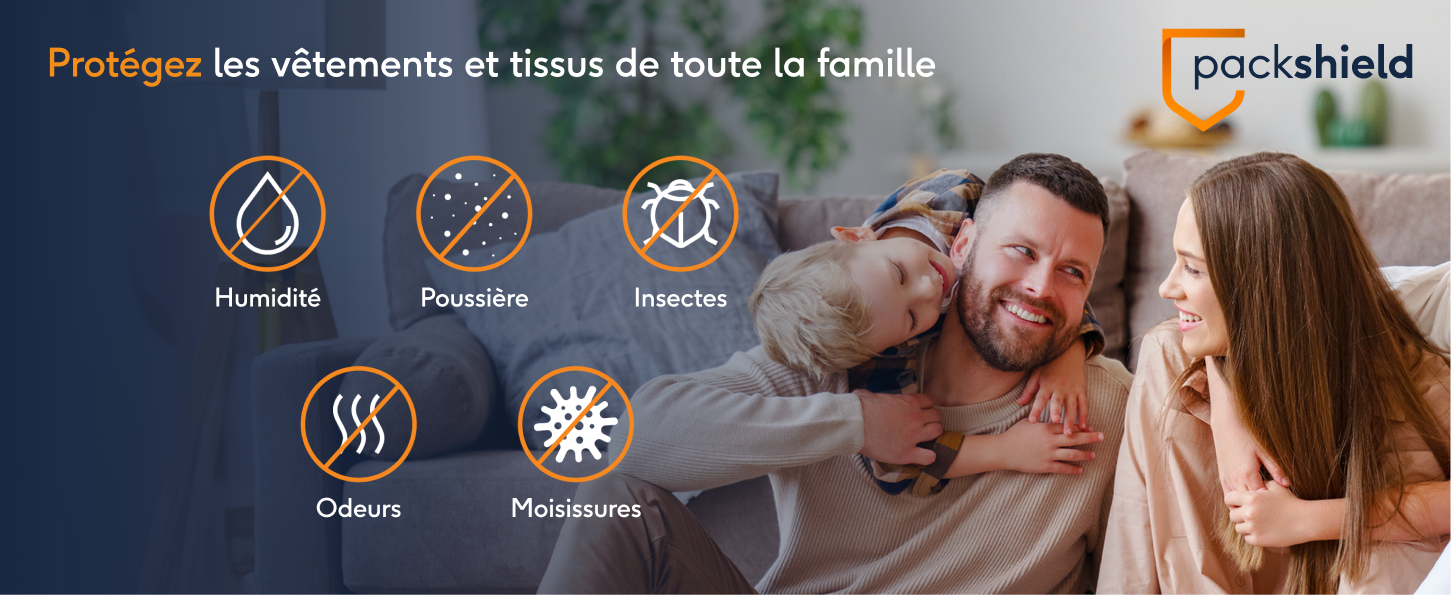 Protégez les vêtements et tissus de toute la famille
packshield
Humidité
Poussière
Insectes
Odeurs
Moisissures